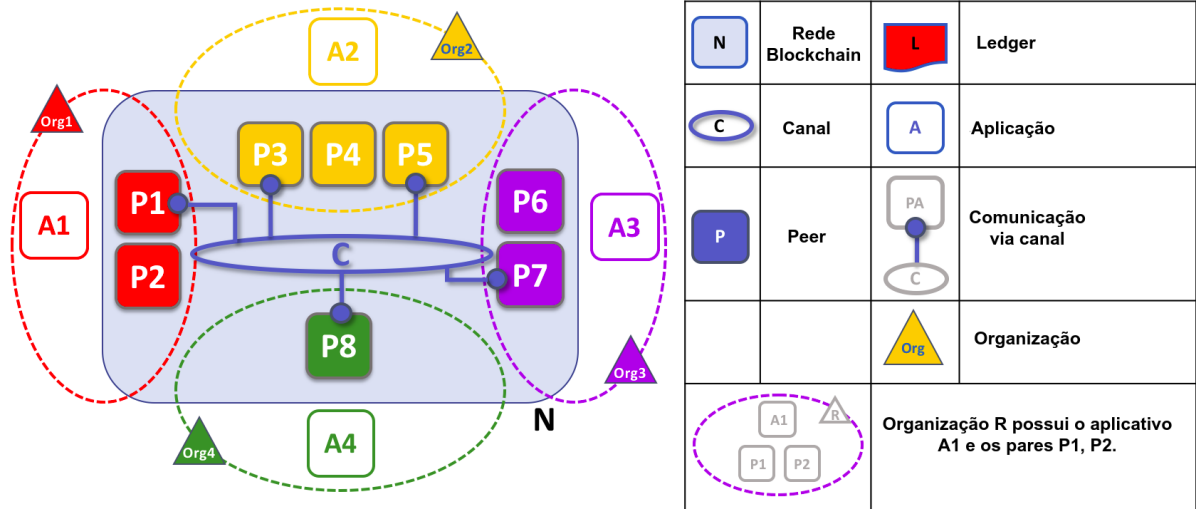 A2
Org2
Org1
P3
P4
P5
P1
P6
A1
A3
C
P2
P7
P8
Org3
N
A4
Org4
N
Rede
Blockchain
L
Ledger
C
Canal
A
Aplicação
P
Peer
PA
C
Comunicação
via canal
Org
Organização
A1
R
P1
P2
Organização R possui o aplicativo
A1 e os pares P1, P2.